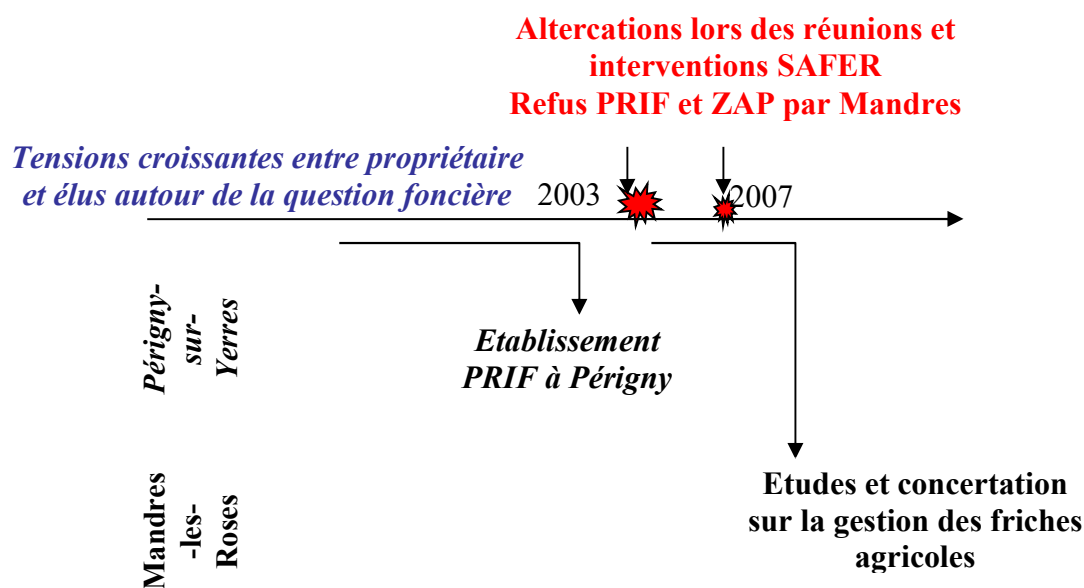 Altercations lors des réunions et
interventions SAFER
Refus PRIF et ZAP par Mandres
Tensions croissantes entre propriétaire
et élus autour de la question foncière
2003
2007
Périgny-
sur-
Yerres
Etablissement
PRIF à Périgny
Mandres
-les-
Roses
Etudes et concertation
sur la gestion des friches
agricoles